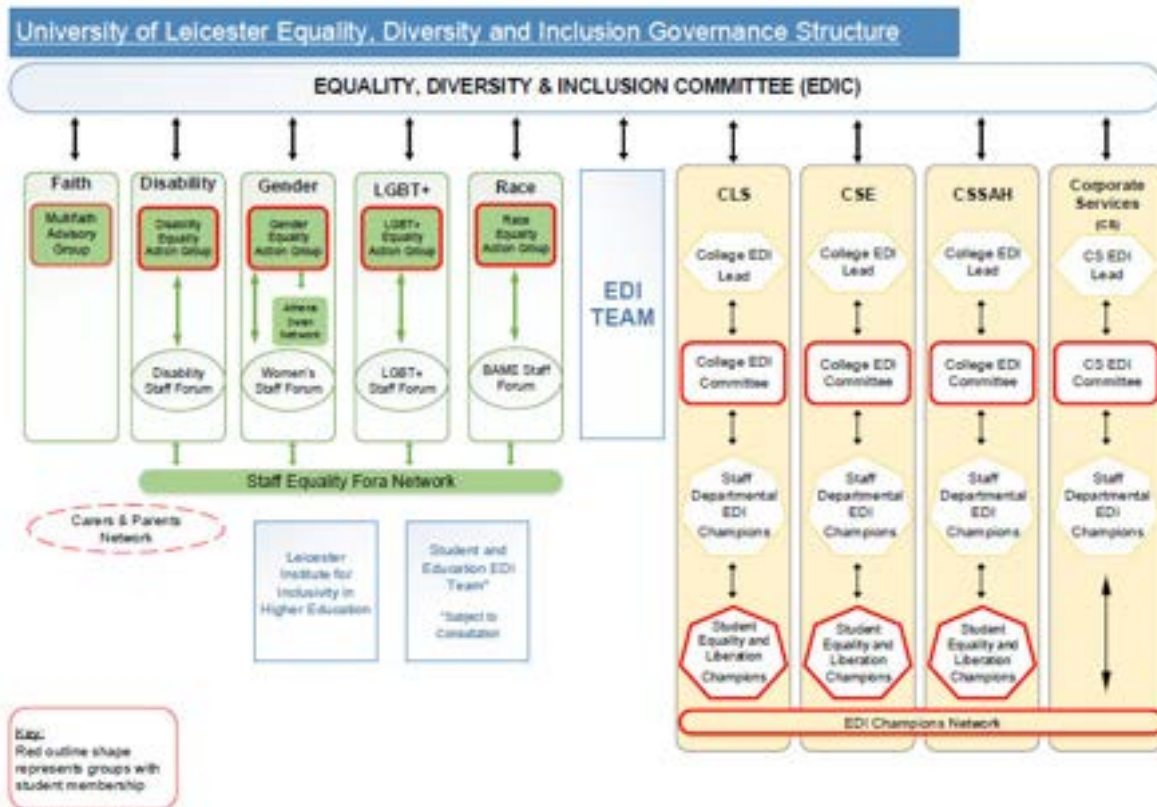 University of Leicester Equality, Diversity and Inclusion Governance Structure
EQUALITY, DIVERSITY & INCLUSION COMMITTEE (EDIC)
Faith
Multifaith
Advisory
Group
Disability
Disability
Equality
Action Group
Disability
Staff Forum
Gender
Gender
Equality
Action Group
Athena
Swan
Network
Women's
Staff Forum
LGBT+
LGBT+
Equality
Action Group
LGBT+
Staff Forum
Race
Race
Equality
Action Group
BAME Staff
Forum
Staff Equality Fora Network
Carers & Parents
Network
Leicester
Institute for
Inclusivity in
Higher Education
Student and
Education EDI
Team*
*Subject to
Consultation
EDI
TEAM
CLS
College EDI
Lead
College EDI
Committee
Staff
Departmental
EDI
Champions
Student
Equality and
Liberation
Champions
CSE
College EDI
Lead
College EDI
Committee
Staff
Departmental
EDI
Champions
Student
Equality and
Liberation
Champions
CSSAH
College EDI
Lead
College EDI
Committee
Staff
Departmental
EDI
Champions
Student
Equality and
Liberation
Champions
Corporate
Services
(CS)
CS EDI
Lead
CS EDI
Committee
Staff
Departmental
EDI
Champions
EDI Champions Network
Key:
Red outline shape
represents groups with
student membership